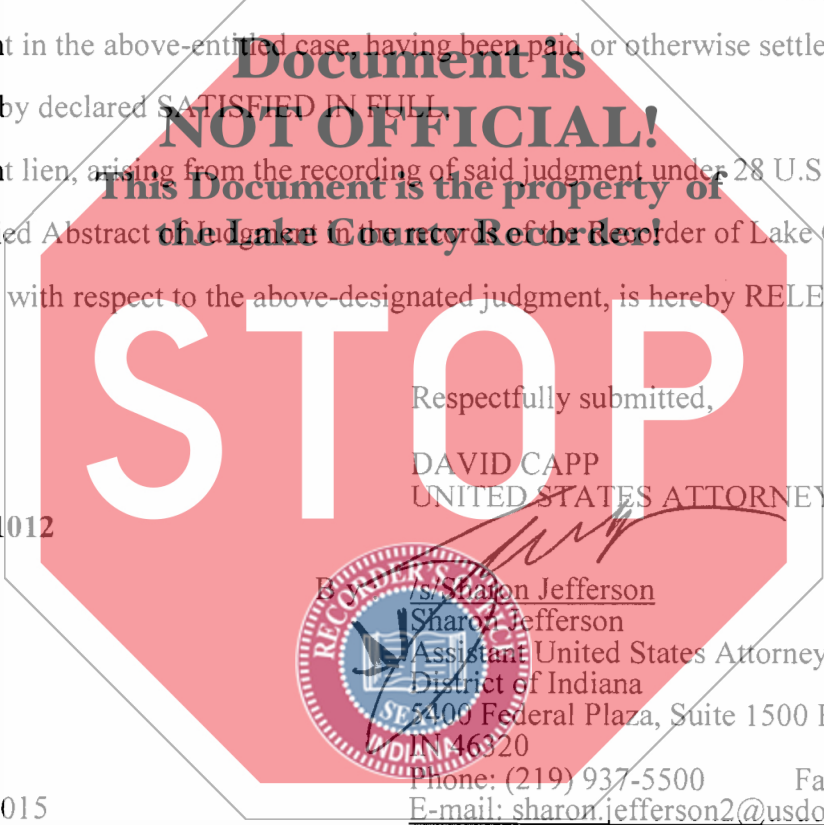 t in the above-entitled case, having been paid or otherwise settle
Document is
by declared SATISFIED IN FULL.
NOT OFFICIAL!
t lien, arising from the recording of said judgment under 28 U.S
This Document is the property of
ed Abstract of Judgment in the records of the Recorder of Lake
the Lake County Recorder!
with respect to the above-designated judgment, is hereby RELE
STOP
Respectfully submitted,
DAVID CAPP
UNITED STATES ATTORNEY
1012
By: /s/Sharon Jefferson
Sharon Jefferson
Assistant United States Attorney
District of Indiana
5400 Federal Plaza, Suite 1500
IN 46320
Phone: (219) 937-5500 Fa
015
E-mail: sharon.jefferson2@usdo
RECORDER'S OFFICE
SEAL
INDIANA